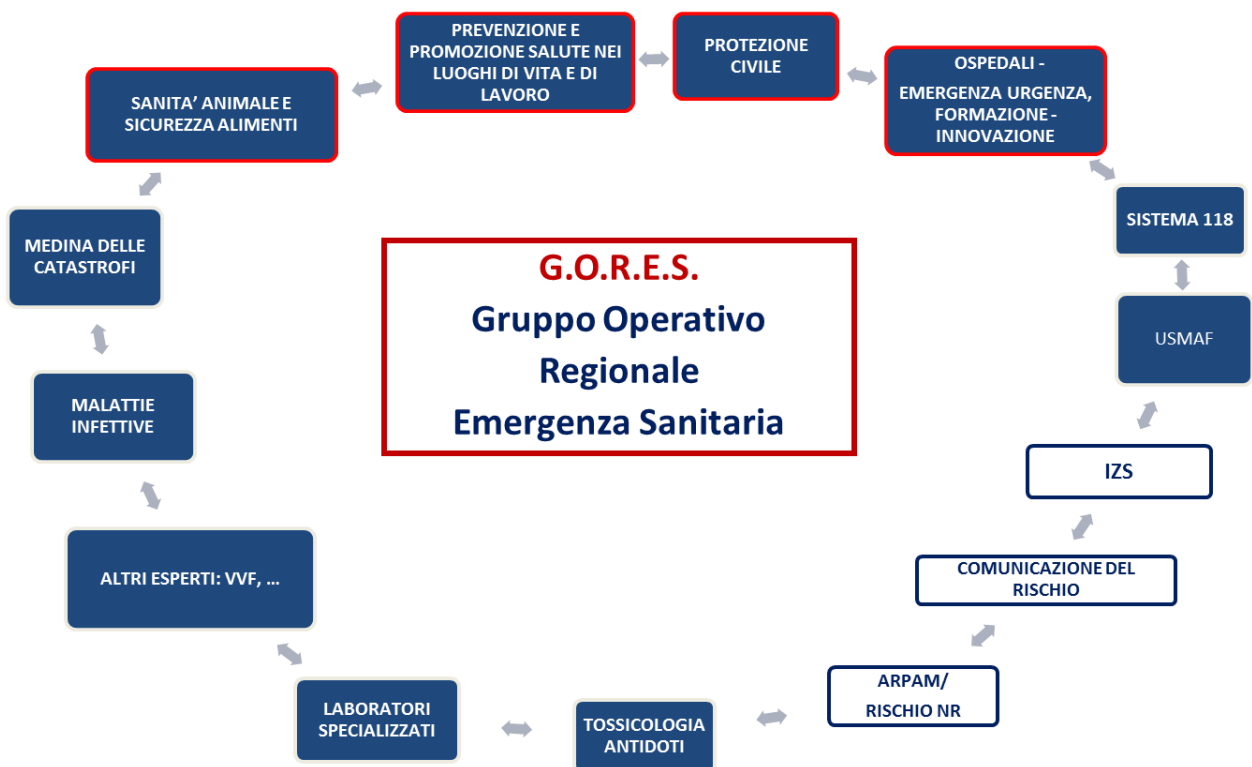 PREVENZIONE E
PROMOZIONE SALUTE NEI
LUOGHI DI VITA E DI
LAVORO
PROTEZIONE
CIVILE
OSPEDALI -
EMERGENZA URGENZA,
FORMAZIONE -
INNOVAZIONE
SANITA' ANIMALE E
SICUREZZA ALIMENTI
SISTEMA 118
MEDINA DELLE
CATASTROFI
G.O.R.E.S.
Gruppo Operativo
Regionale
Emergenza Sanitaria
USMAF
MALATTIE
INFETTIVE
IZS
ALTRI ESPERTI: VVF, ...
COMUNICAZIONE DEL
RISCHIO
ARPAM/
RISCHIO NR
LABORATORI
SPECIALIZZATI
TOSSICOLOGIA
ANTIDOTI